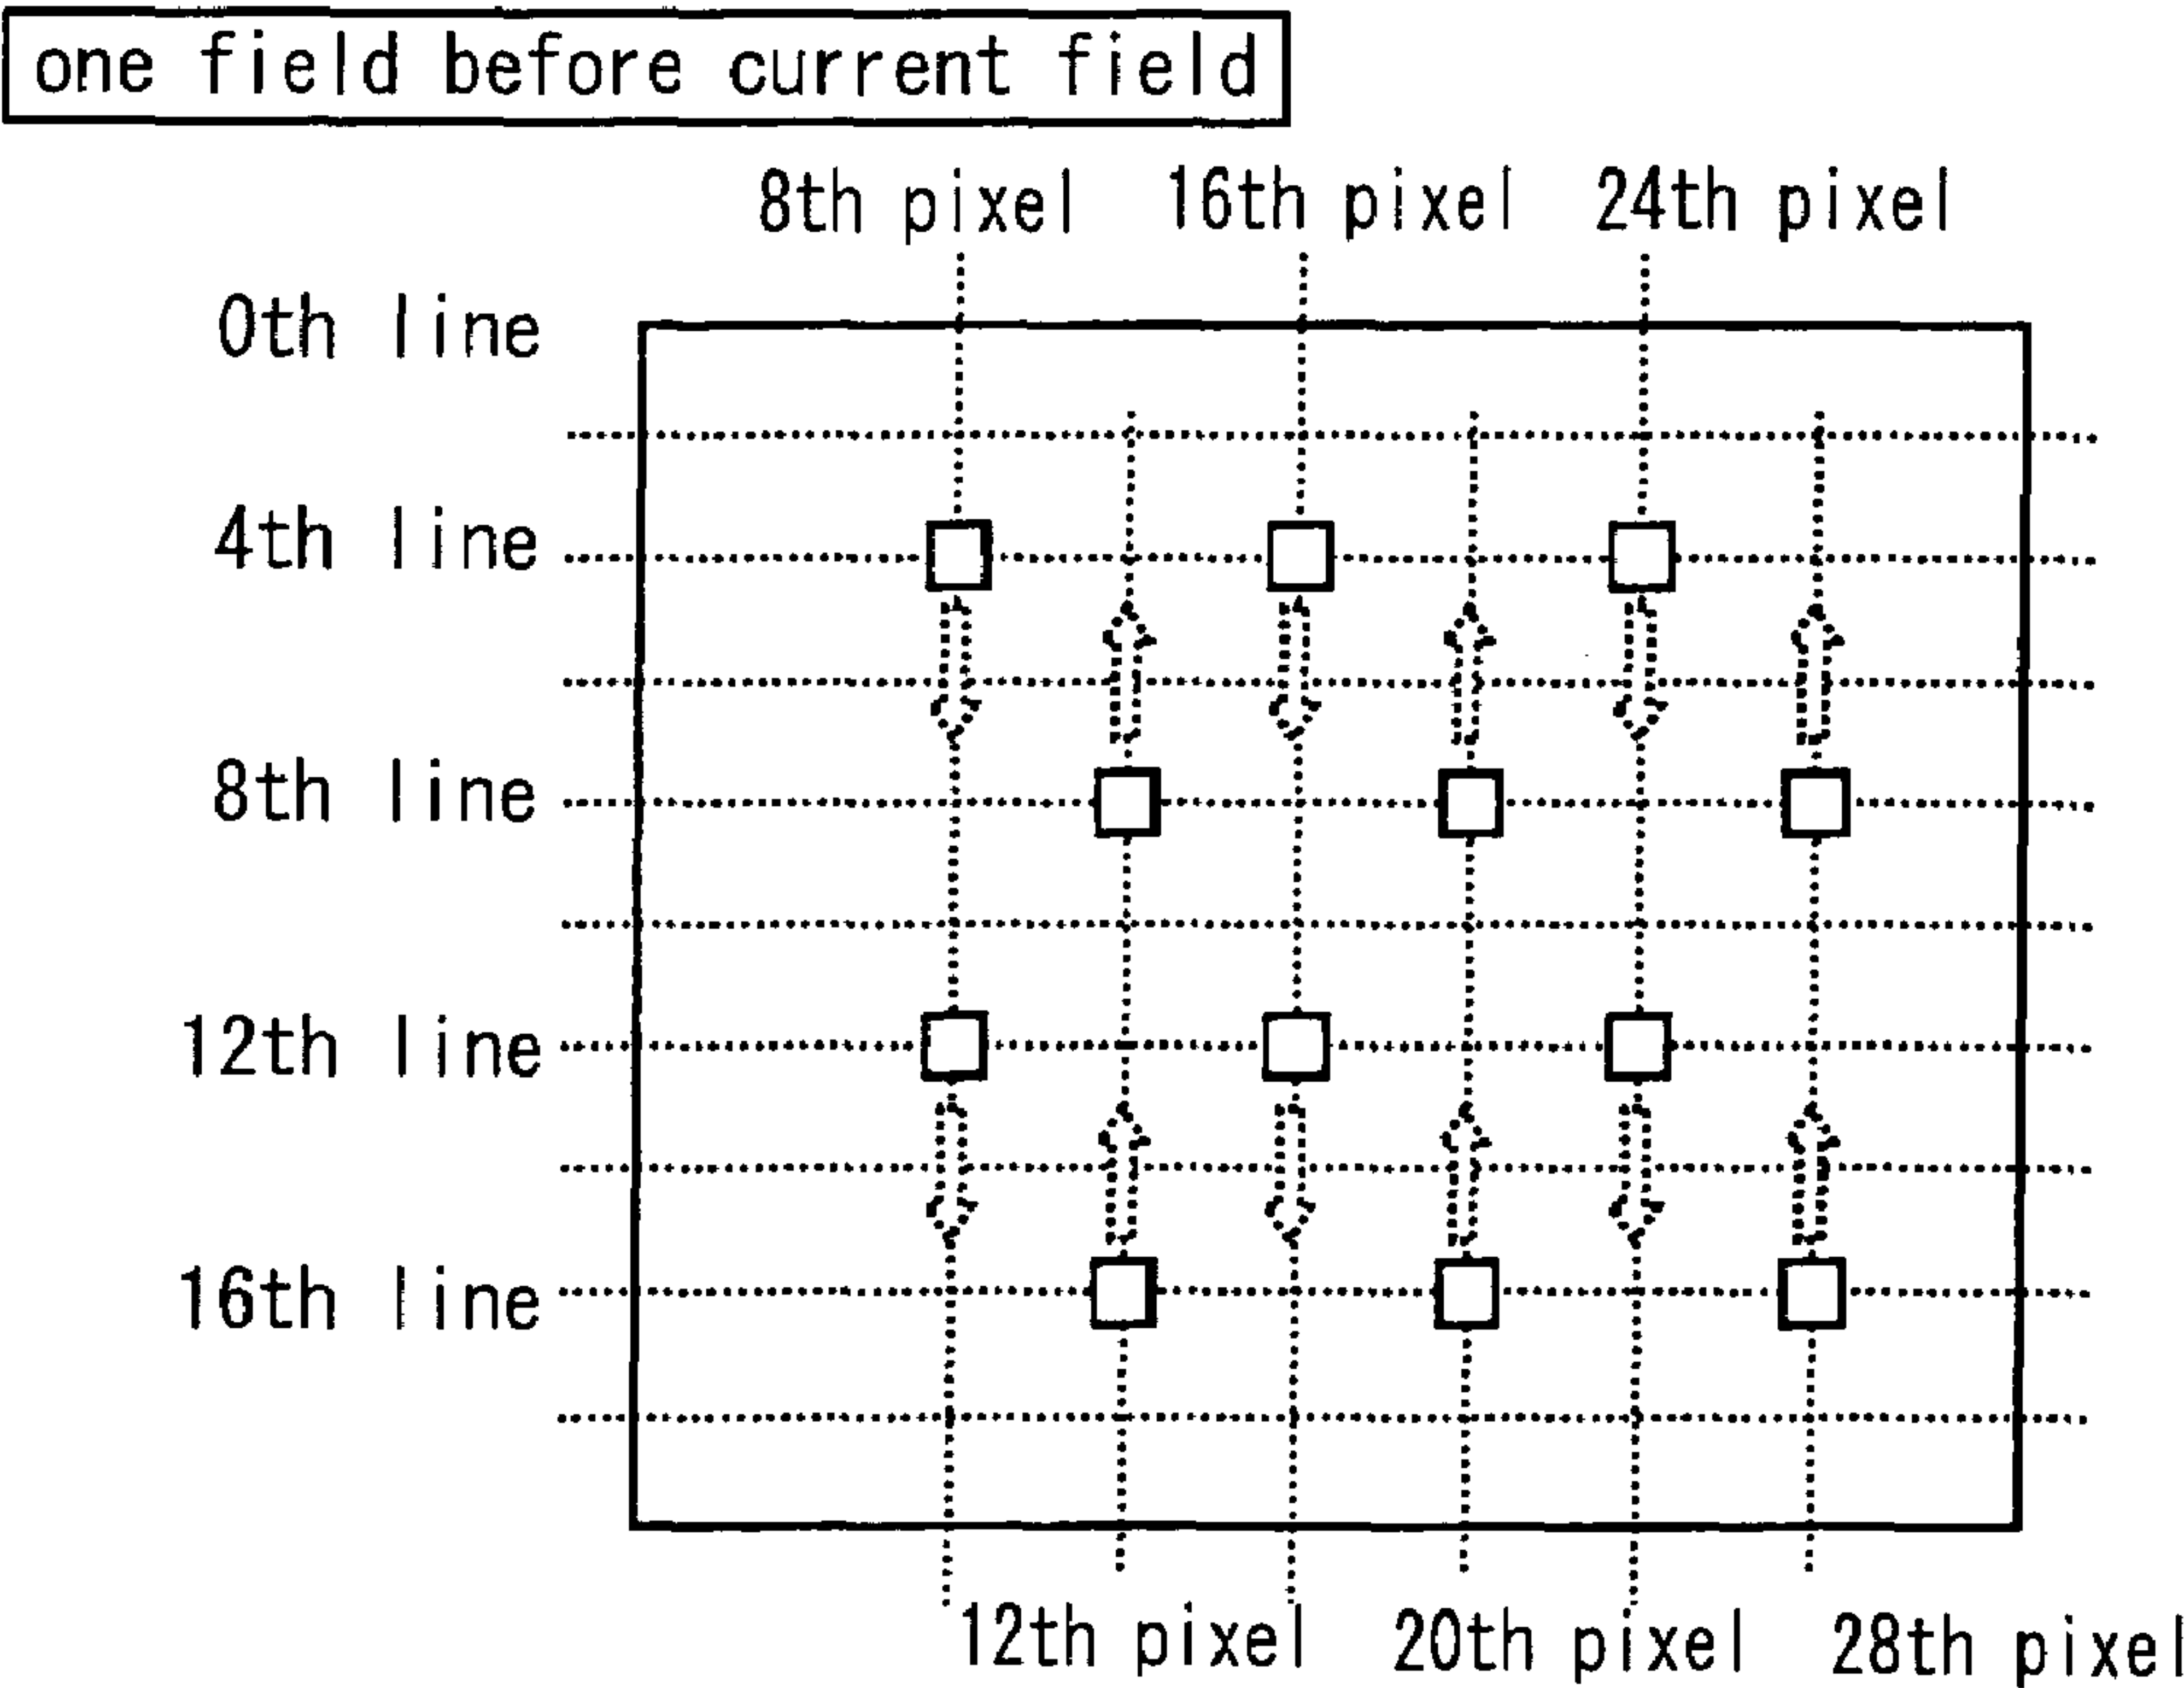 one field before current field
8th pixel 16th pixel 24th pixel
0th line
4th line
8th line
12th line
16th line
12th pixel 20th pixel 28th pixel